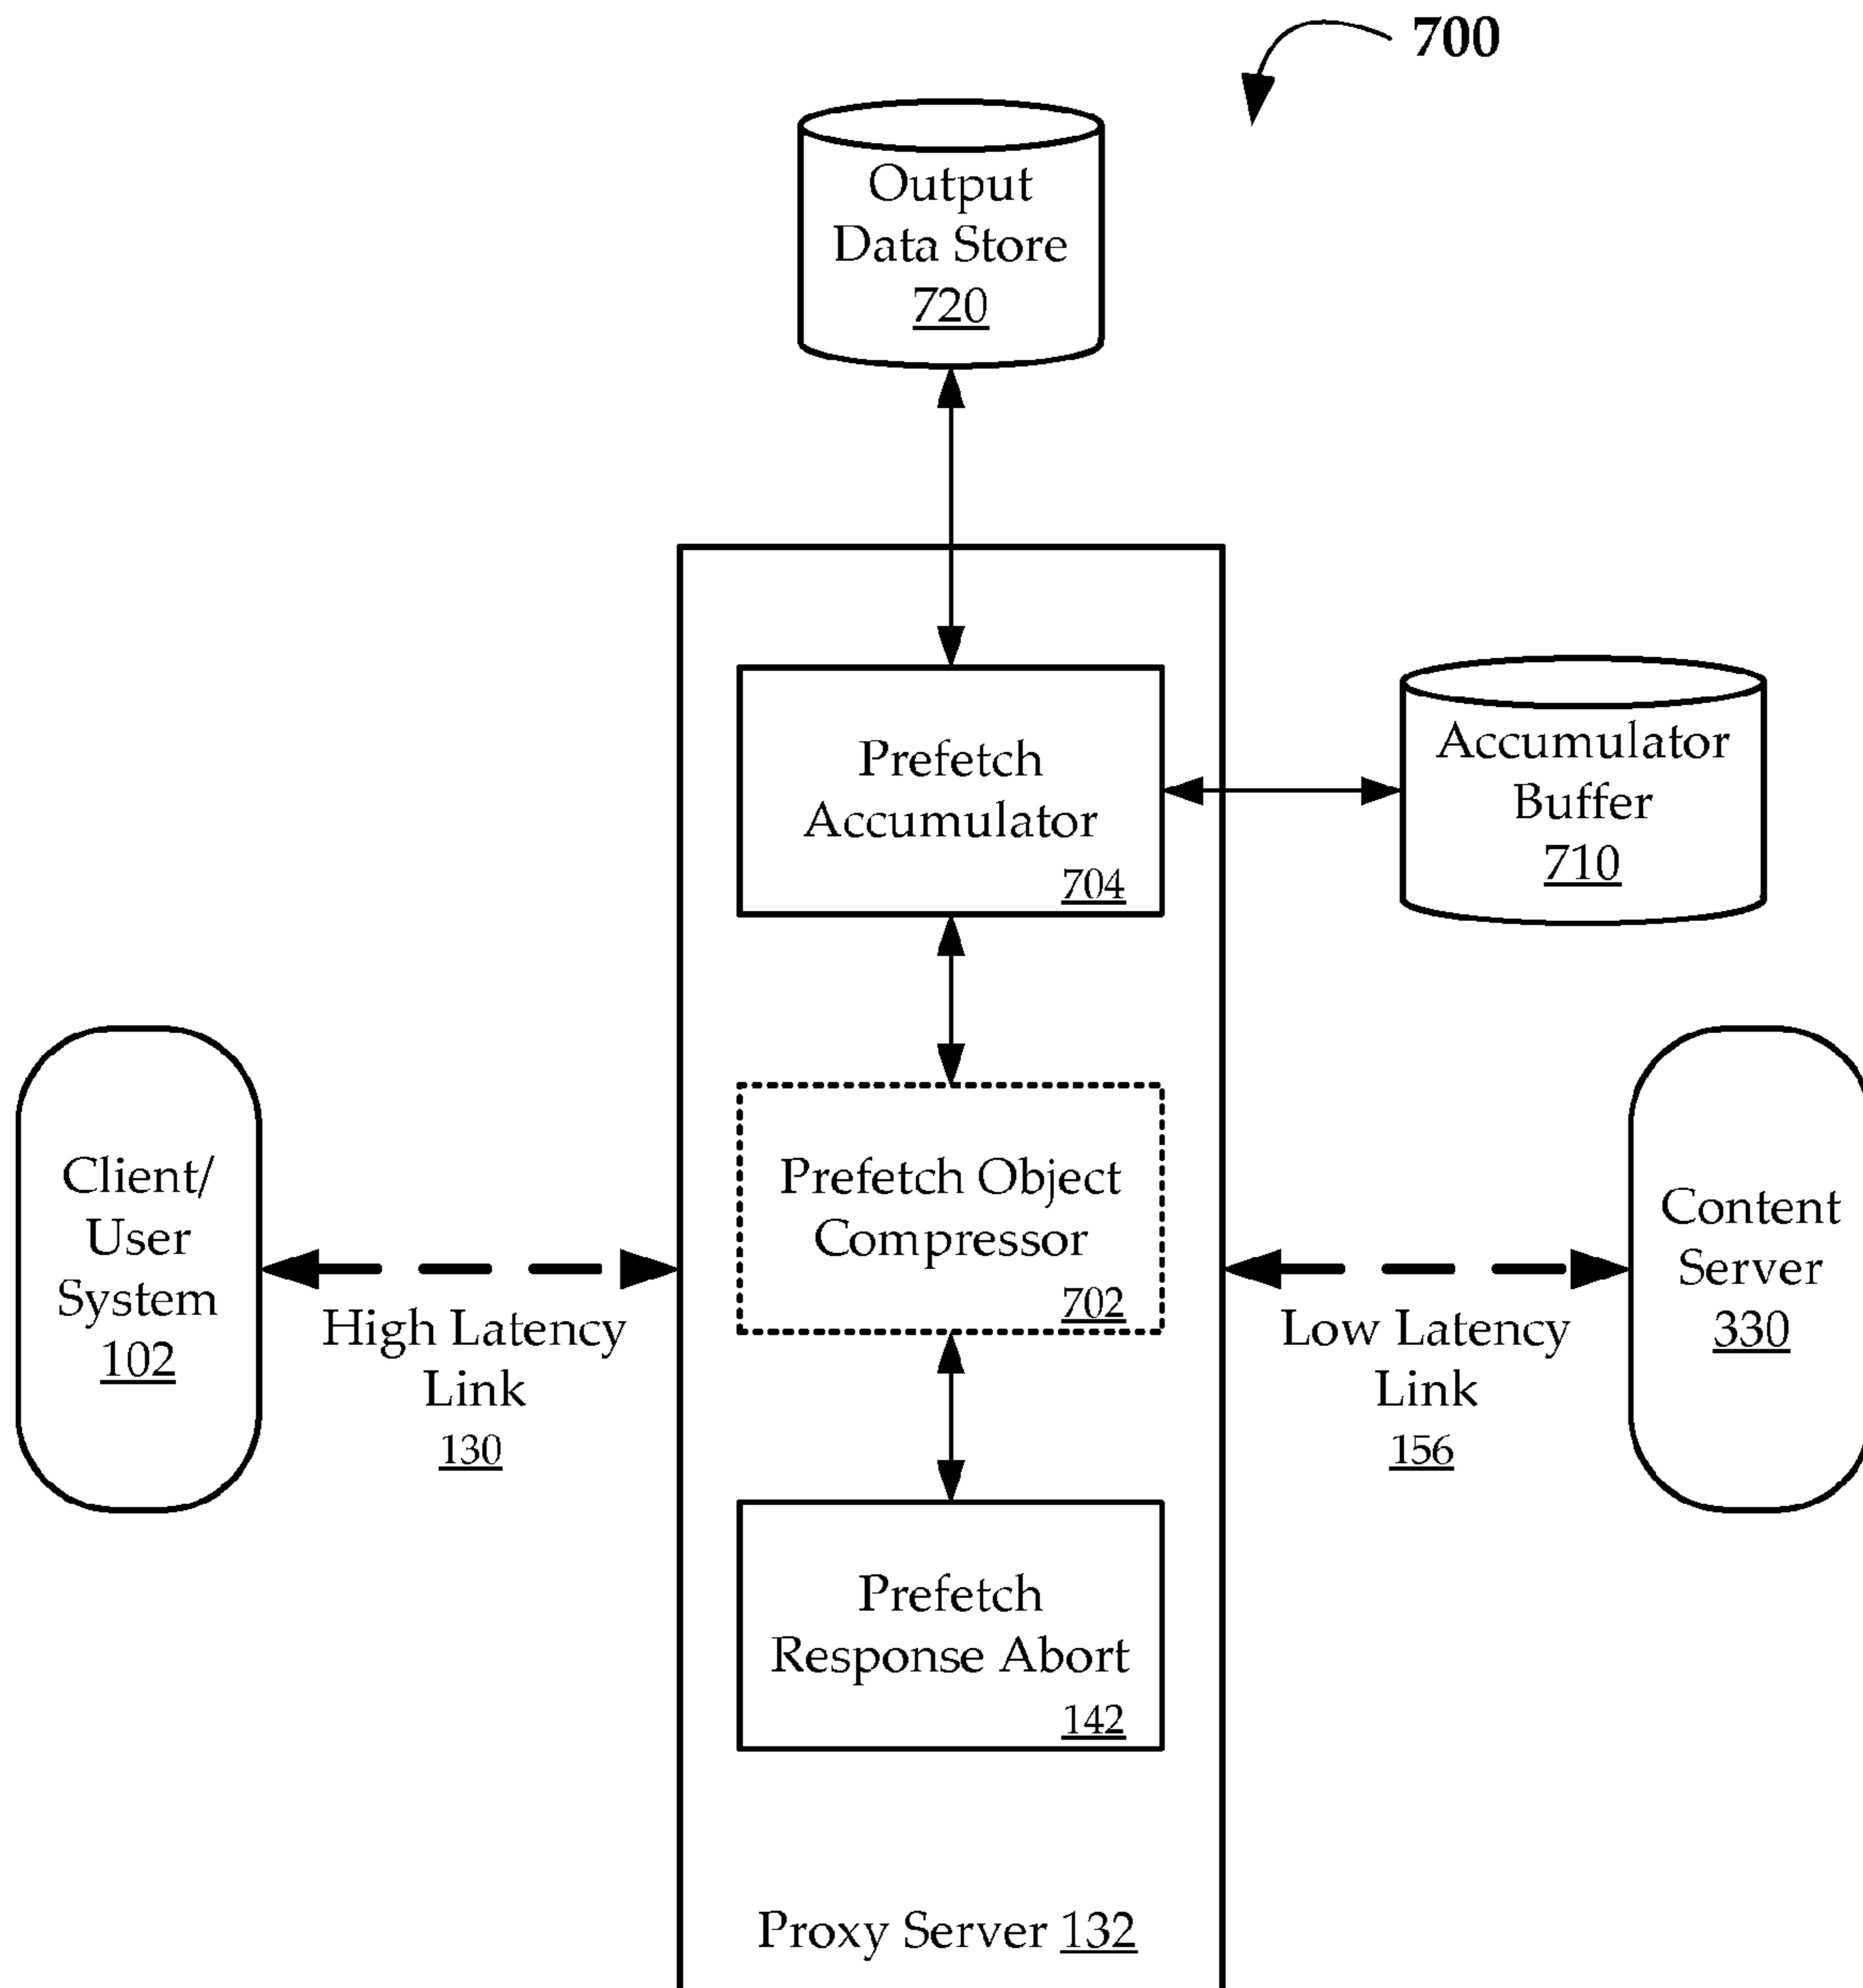 700
Output
Data Store
720
Prefetch
Accumulator
704
Accumulator
Buffer
710
Client/
User
System
102
High Latency
Link
130
Prefetch Object
Compressor
702
Low Latency
Link
156
Content
Server
330
Prefetch
Response Abort
142
Proxy Server 132